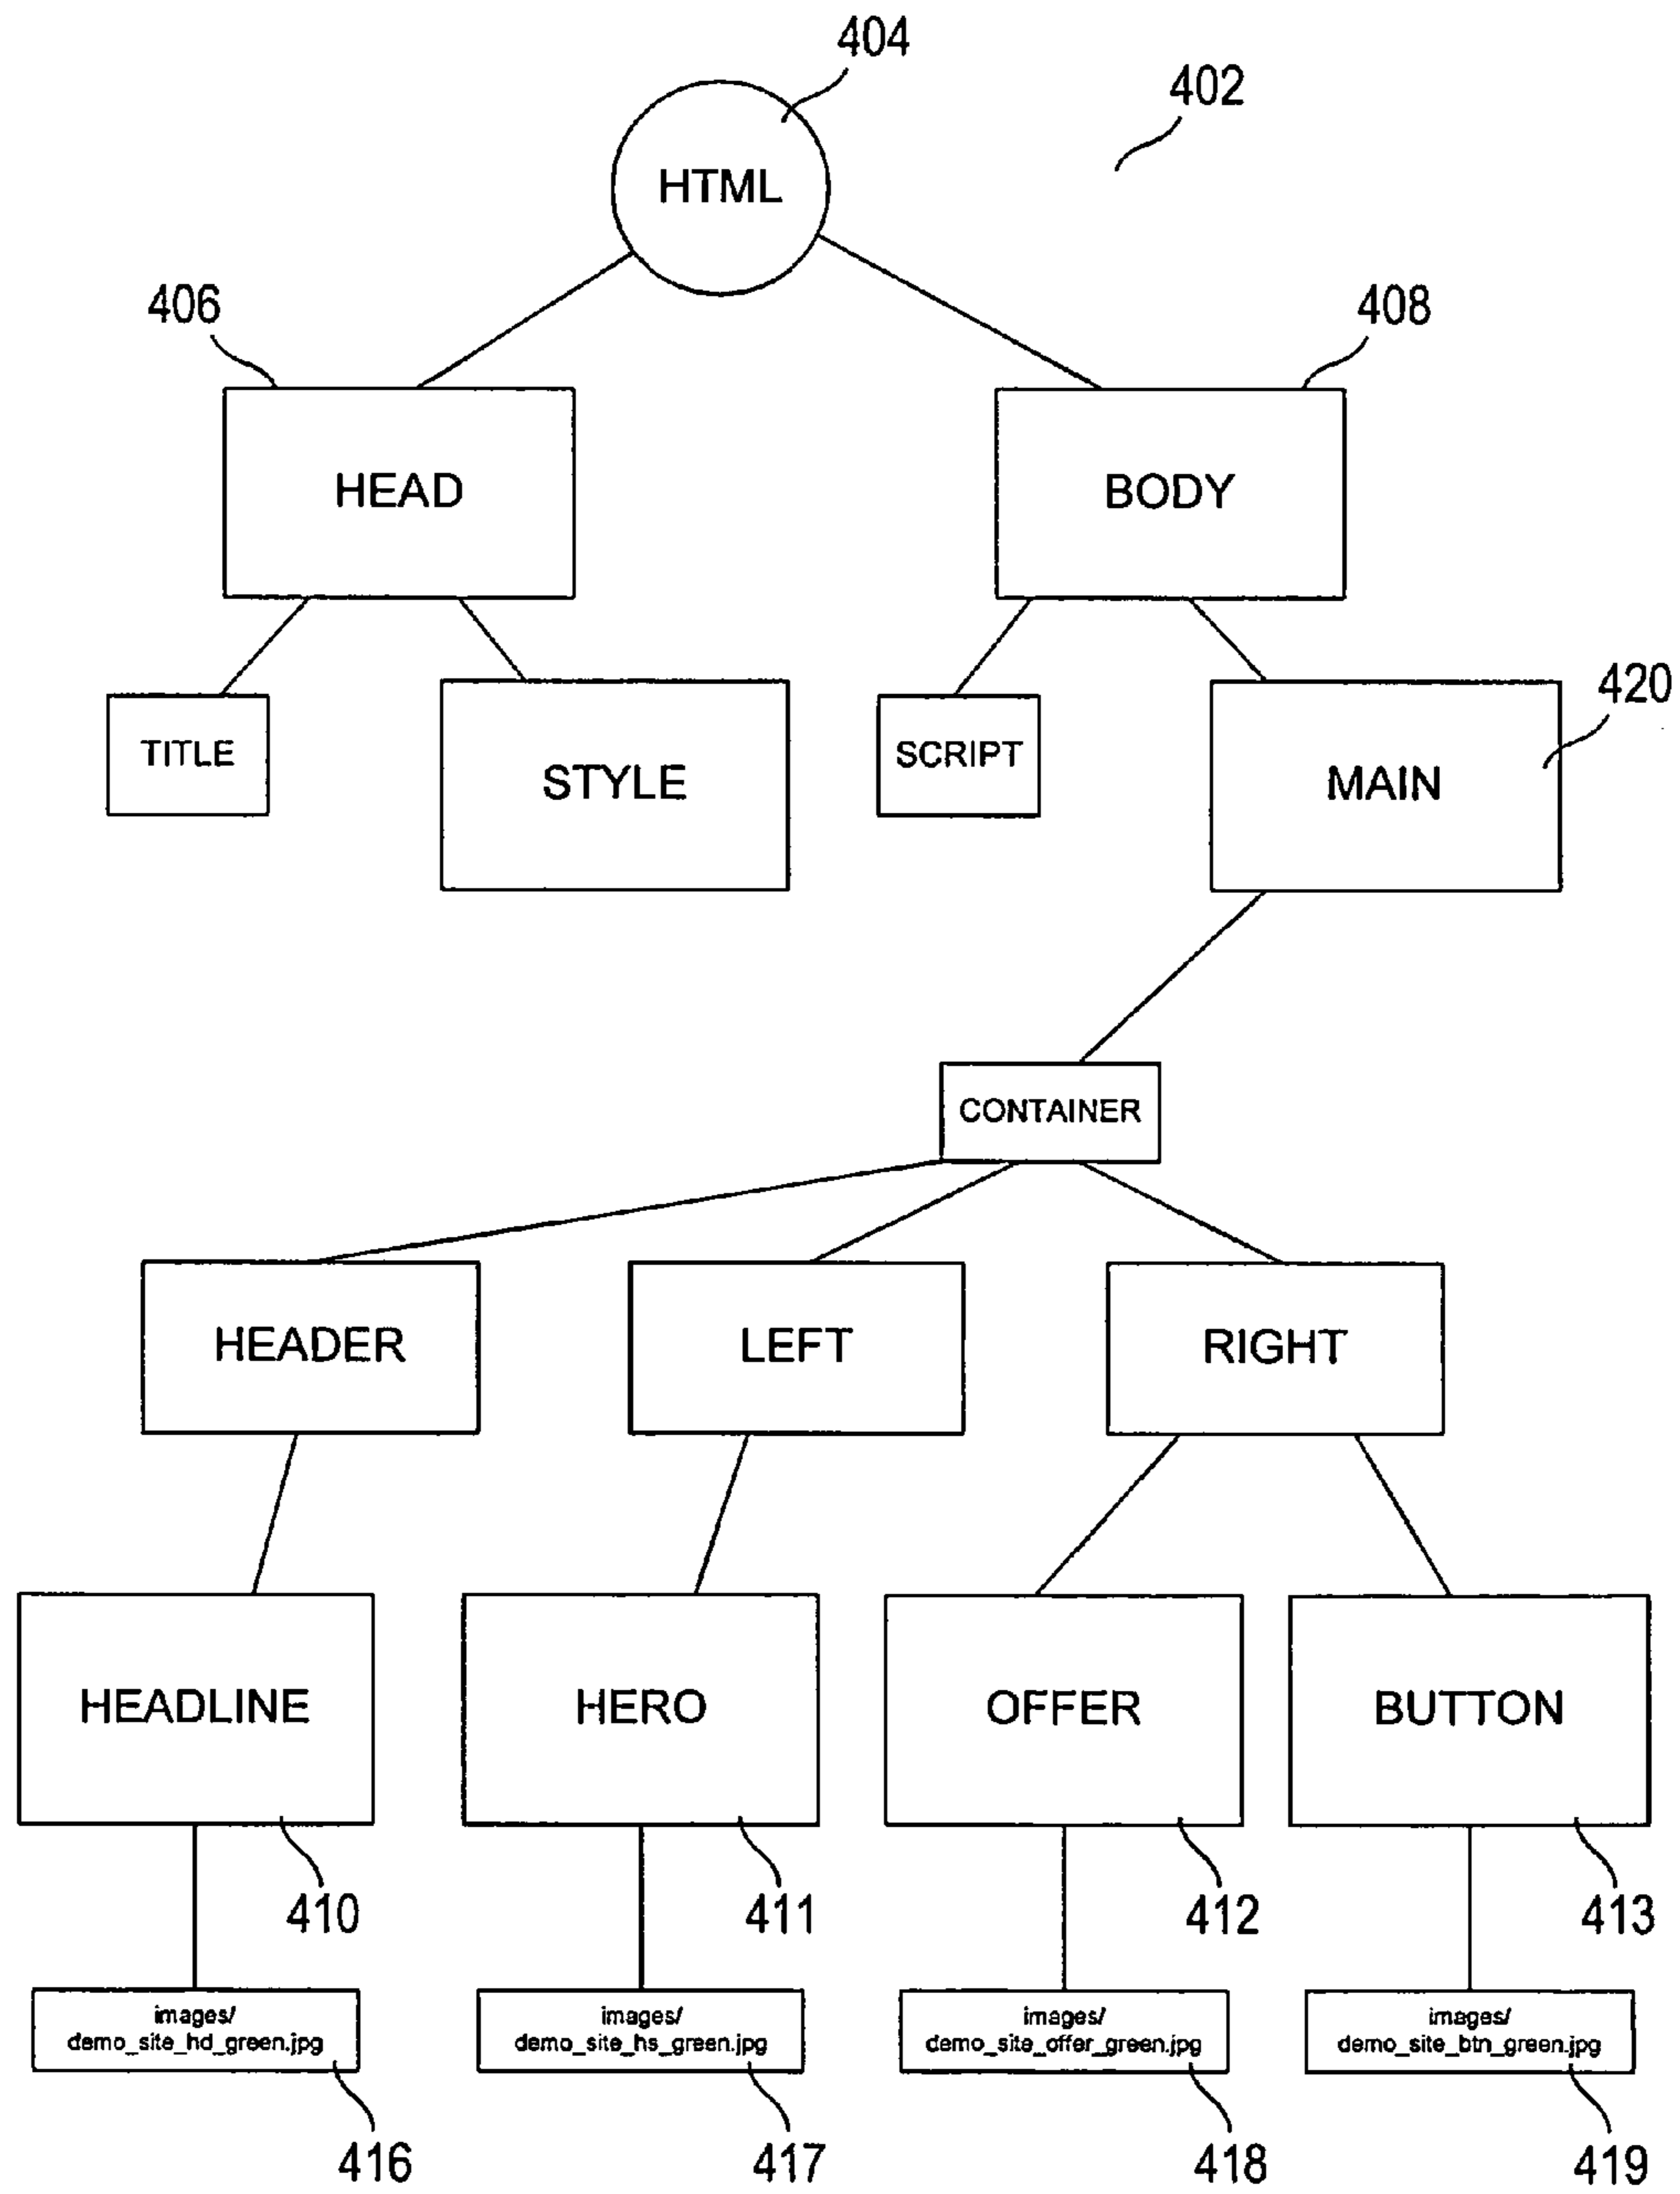 404
402
HTML
406
408
HEAD
BODY
420
TITLE
STYLE
SCRIPT
MAIN
CONTAINER
HEADER
LEFT
RIGHT
HEADLINE
HERO
OFFER
BUTTON
410
411
412
413
images/
demo_site_hd_green.jpg
images/
demo_site_hs_green.jpg
images/
demo_site_offer_green.jpg
images/
demo_site_btn_green.jpg
416
417
418
419